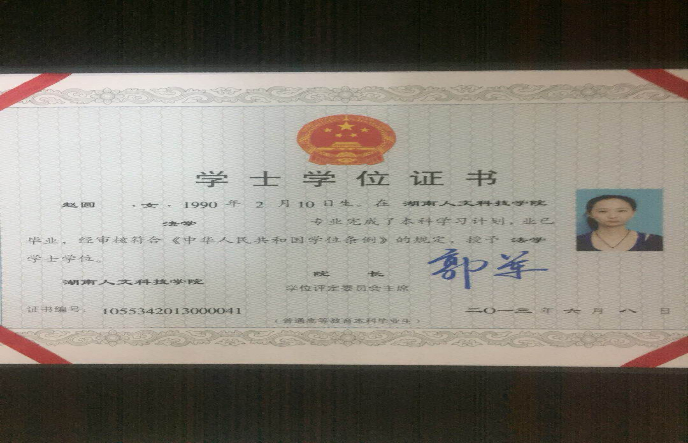 学士学位证书
赵圆 ,女, 1990 年 2 月 10 日生。在 湖南人文科技学院
法学 专业完成了本科学习计划,业已
毕业,经审核符合《中华人民共和国学位条例》的规定,授予 法学
学士学位。
湖南人文科技学院
院 长
学位评定委员会主席
证书编号: 1055342013000041
二〇一三 年 六 月 八 日
(普通高等教育本科毕业生)